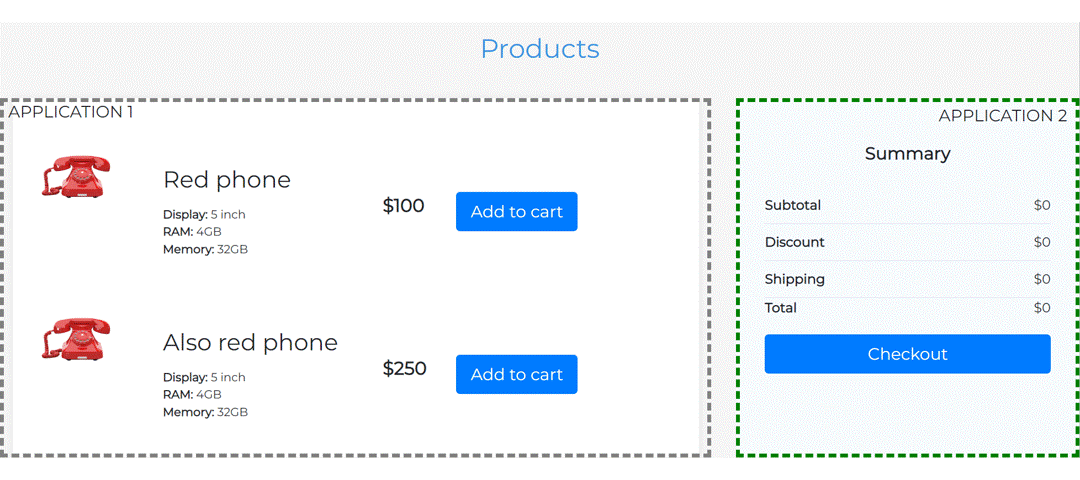 Products
APPLICATION 1
Red phone
Display: 5 inch
RAM: 4GB
Memory: 32GB
$100
Add to cart
Also red phone
Display: 5 inch
RAM: 4GB
Memory: 32GB
$250
Add to cart
APPLICATION 2
Summary
Subtotal $0
Discount $0
Shipping $0
Total $0
Checkout